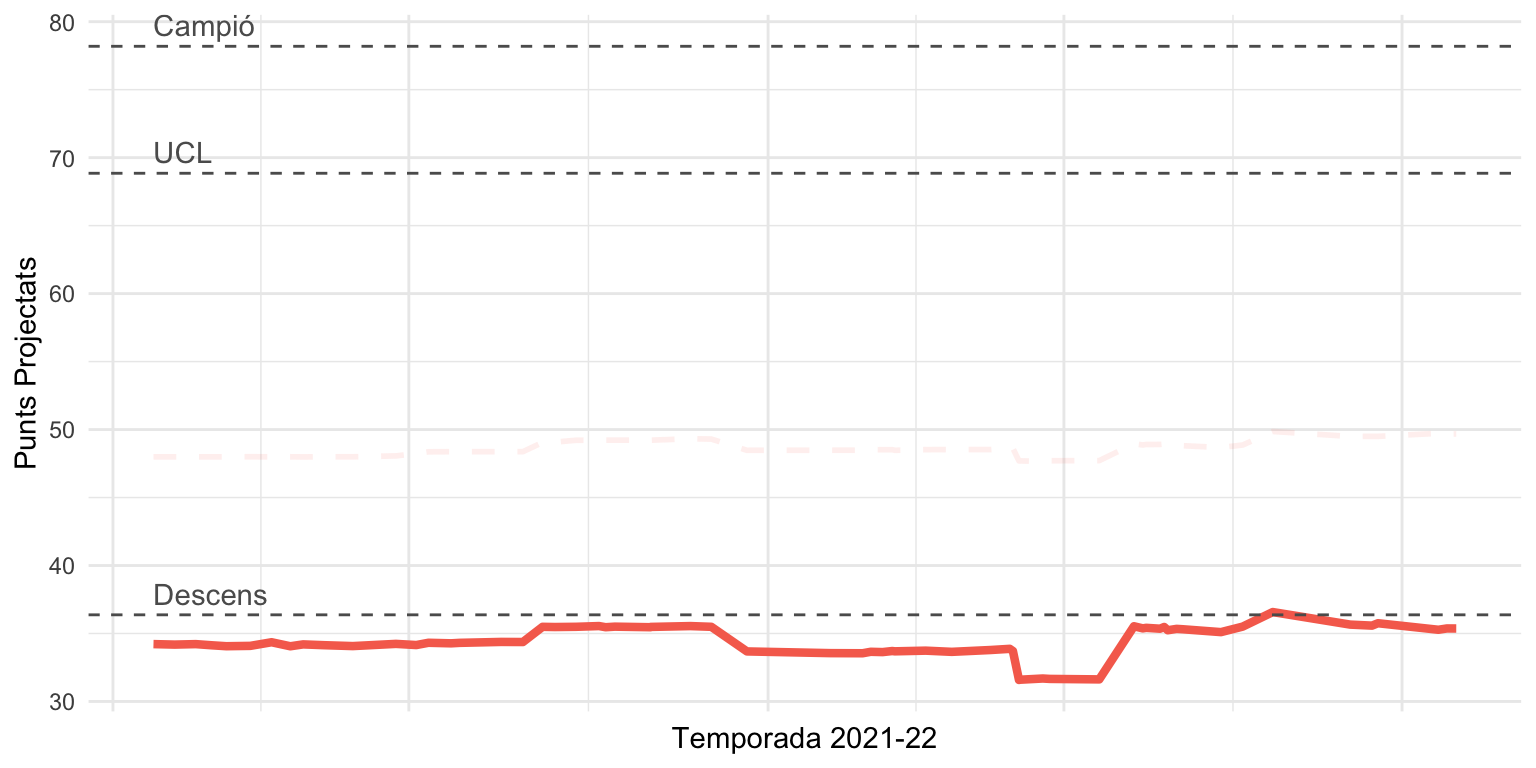 80
Campió
UCL
70
60
50
40
Descens
30
Punts Projectats
Temporada 2021-22